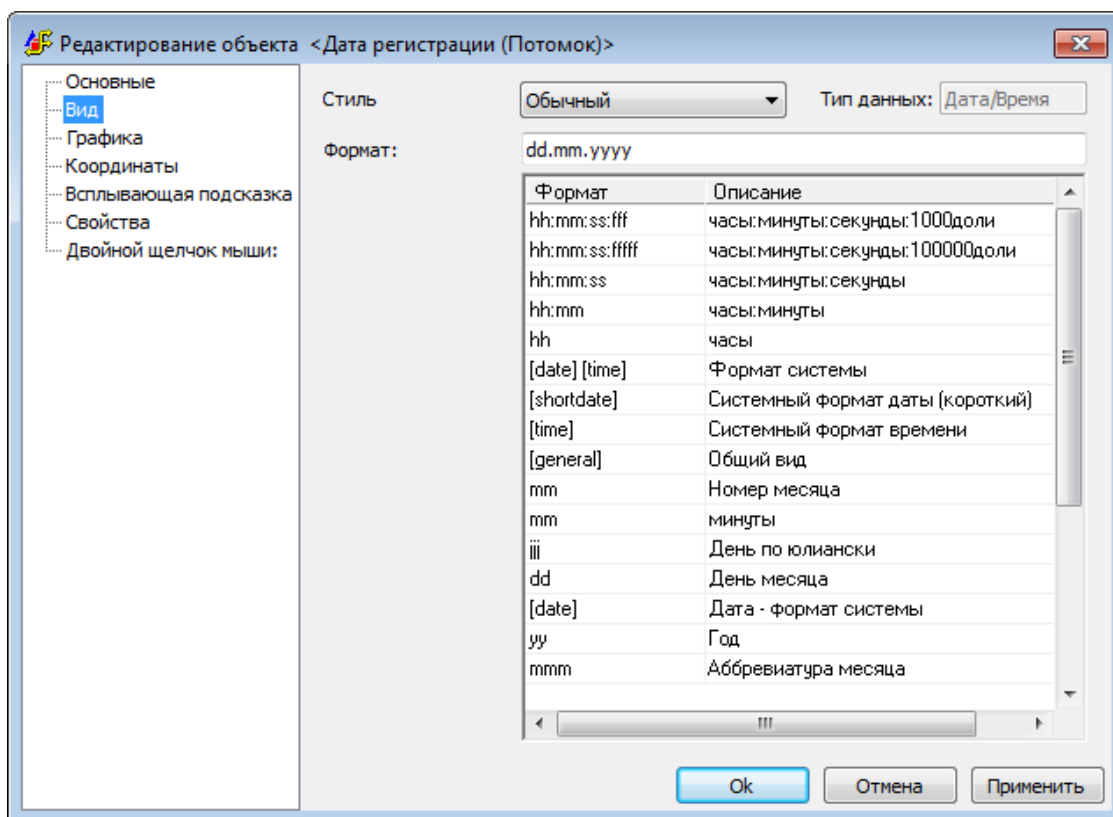 Редактирование объекта <Дата регистрации (Потомок)>
Основные
Вид
Графика
Координаты
Всплывающая подсказка
Свойства
Двойной щелчок мыши:
Стиль Обычный Тип данных: Дата/Время
Формат: dd.mm.yyyy
Формат Описание
hh:mm:ss:fff часы:минуты:секунды:1000доли
hh:mm:ss:fffff часы:минуты:секунды:100000доли
hh:mm:ss часы:минуты:секунды
hh:mm часы:минуты
hh часы
[date] [time] Формат системы
[shortdate] Системный формат даты (короткий)
[time] Системный формат времени
[general] Общий вид
mm Номер месяца
mm минуты
jjj День по юлиански
dd День месяца
[date] Дата - формат системы
yy Год
mmm Аббревиатура месяца
Ok Отмена Применить